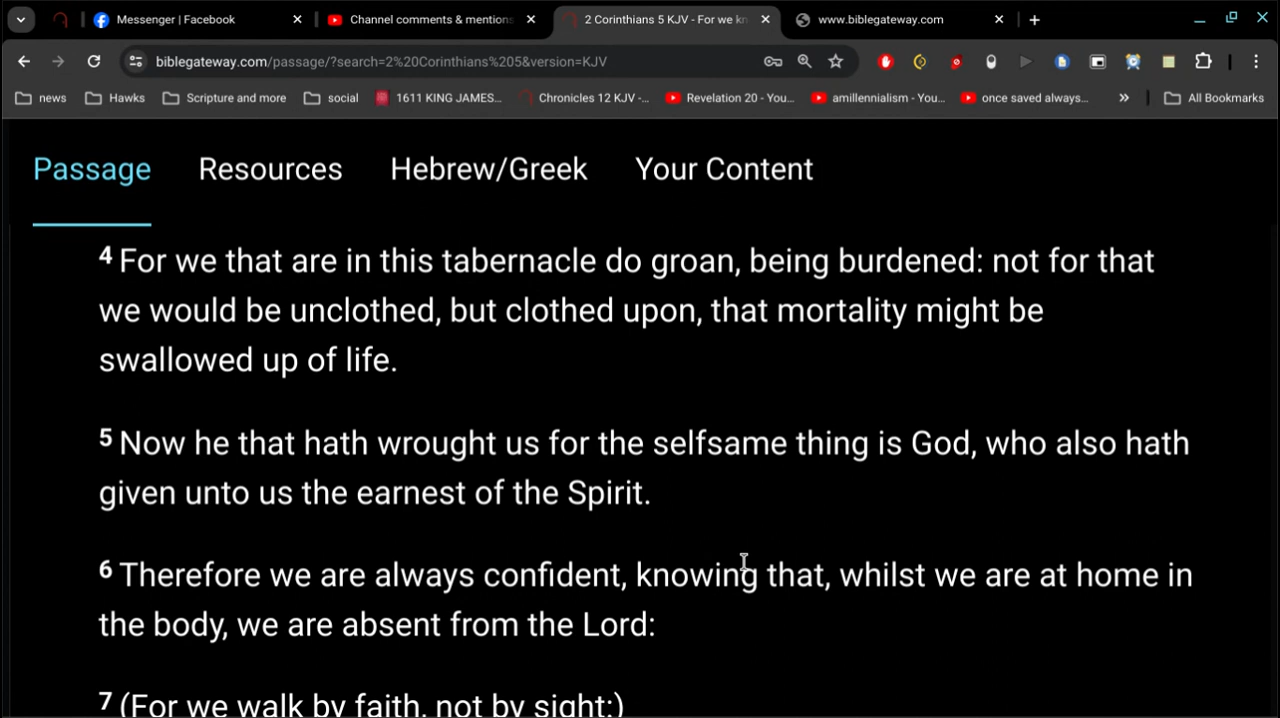 Messenger | Facebook
Channel comments & mentions
2 Corinthians 5 KJV - For we kn
www.biblegateway.com
biblegateway.com/passage/?search=2%20Corinthians%205&version=KJV
news
Hawks
Scripture and more
social
1611 KING JAMES...
Chronicles 12 KJV -...
Revelation 20 - You...
amillennialism - You...
once saved always...
All Bookmarks
Passage
Resources
Hebrew/Greek
Your Content
4 For we that are in this tabernacle do groan, being burdened: not for that
we would be unclothed, but clothed upon, that mortality might be
swallowed up of life.
5 Now he that hath wrought us for the selfsame thing is God, who also hath
given unto us the earnest of the Spirit.
6 Therefore we are always confident, knowing that, whilst we are at home in
the body, we are absent from the Lord:
7 (For we walk by faith, not by sight:)